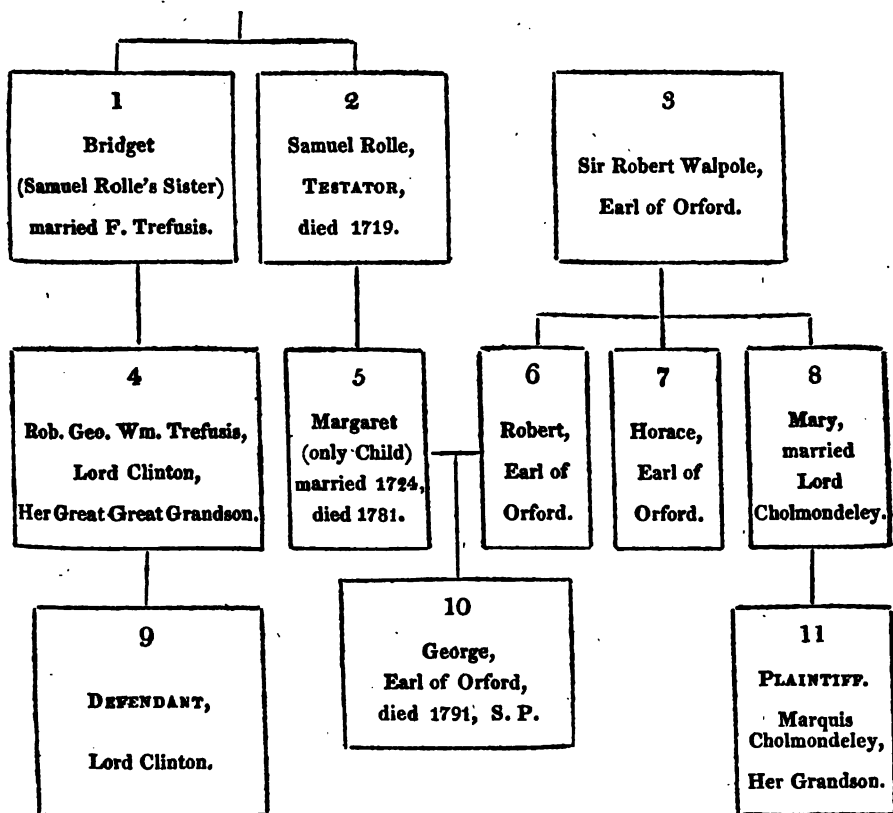 1
Bridget
(Samuel Rolle's Sister)
married F. Trefusis.
2
Samuel Rolle,
TESTATOR,
died 1719.
3
Sir Robert Walpole,
Earl of Orford.
4
Rob. Geo. Wm. Trefusis,
Lord Clinton,
Her Great Great Grandson.
5
Margaret
(only Child)
married 1724,
died 1781.
6
Robert,
Earl of
Orford.
7
Horace,
Earl of
Orford.
8
Mary,
married
Lord
Cholmondeley.
9
DEFENDANT,
Lord Clinton.
10
George,
Earl of Orford,
died 1791, S. P.
11
PLAINTIFF.
Marquis
Cholmondeley,
Her Grandson.